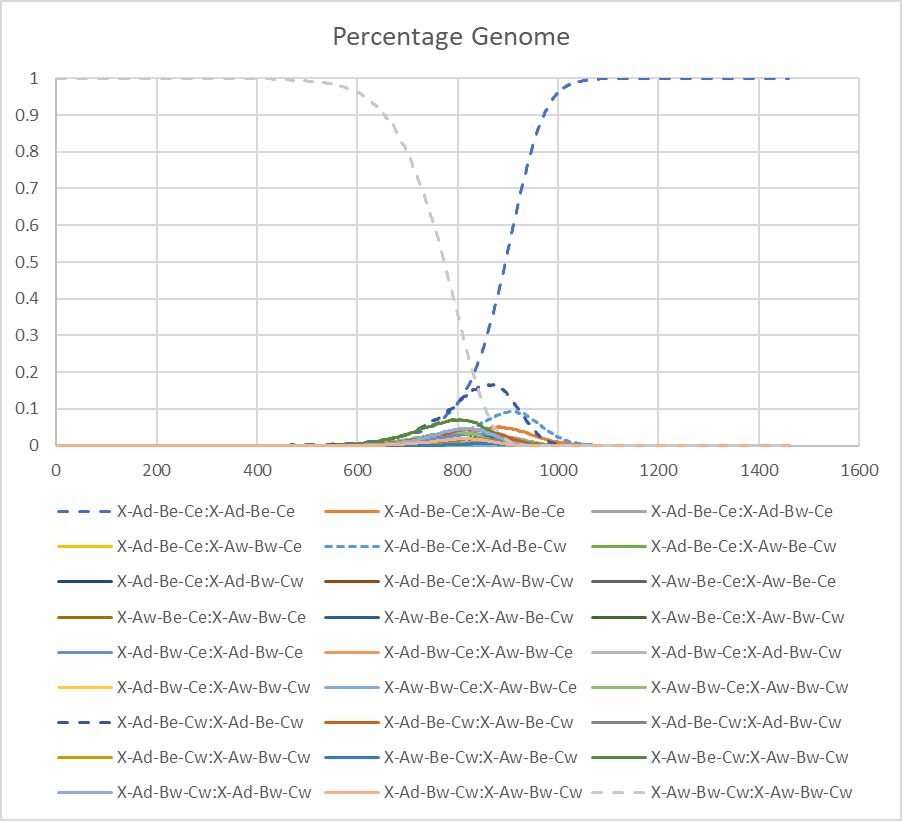 Percentage Genome
1
0.9
0.8
0.7
0.6
0.5
0.4
0.3
0.2
0.1
0
0 200 400 600 800 1000 1200 1400 1600
X-Ad-Be-Ce:X-Ad-Be-Ce X-Ad-Be-Ce:X-Aw-Be-Ce X-Ad-Be-Ce:X-Ad-Bw-Ce
X-Ad-Be-Ce:X-Aw-Bw-Ce X-Ad-Be-Ce:X-Ad-Be-Cw X-Ad-Be-Ce:X-Aw-Be-Cw
X-Ad-Be-Ce:X-Ad-Bw-Cw X-Ad-Be-Ce:X-Aw-Bw-Cw X-Aw-Be-Ce:X-Aw-Be-Ce
X-Aw-Be-Ce:X-Aw-Bw-Ce X-Aw-Be-Ce:X-Aw-Be-Cw X-Aw-Be-Ce:X-Aw-Bw-Cw
X-Ad-Bw-Ce:X-Ad-Bw-Ce X-Ad-Bw-Ce:X-Aw-Bw-Ce X-Ad-Bw-Ce:X-Ad-Bw-Cw
X-Ad-Bw-Ce:X-Aw-Bw-Cw X-Aw-Bw-Ce:X-Aw-Bw-Ce X-Aw-Bw-Ce:X-Aw-Bw-Cw
X-Ad-Be-Cw:X-Ad-Be-Cw X-Ad-Be-Cw:X-Aw-Be-Cw X-Ad-Be-Cw:X-Ad-Bw-Cw
X-Ad-Be-Cw:X-Aw-Bw-Cw X-Aw-Be-Cw:X-Aw-Be-Cw X-Aw-Be-Cw:X-Aw-Bw-Cw
X-Ad-Bw-Cw:X-Ad-Bw-Cw X-Ad-Bw-Cw:X-Aw-Bw-Cw X-Aw-Bw-Cw:X-Aw-Bw-Cw